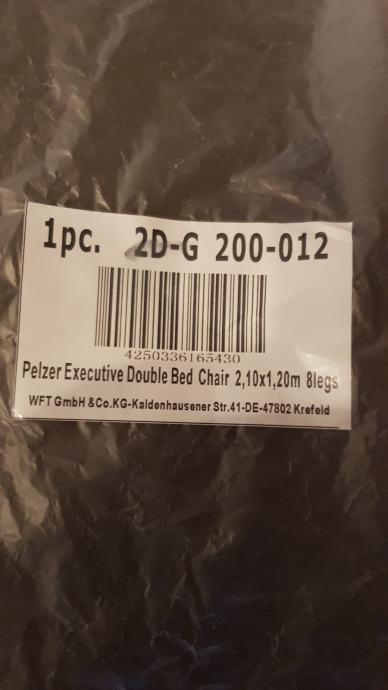 1pc. 2D-G 200-012
4250336165430
Pelzer Executive Double Bed Chair 2,10x1,20m 8legs
WFT GmbH &Co.KG-Kaldenhausener Str.41-DE-47802 Krefeld